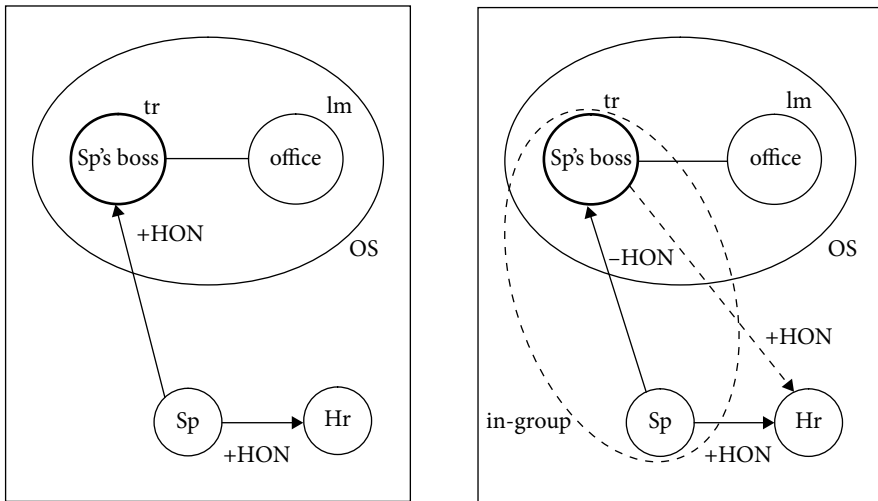 tr
lm
Sp's boss
office
+HON
OS
Sp
Hr
+HON
tr
lm
Sp's boss
office
–HON
OS
+HON
in-group
Sp
Hr
+HON